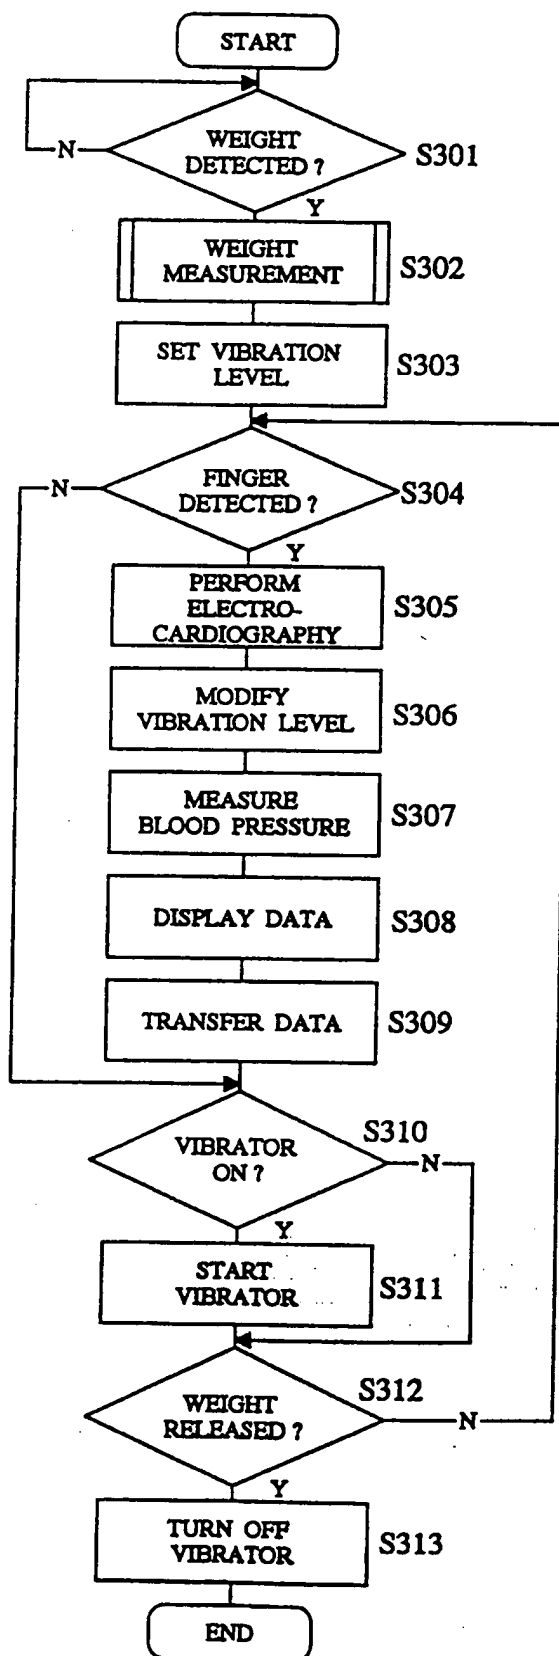 START
WEIGHT
DETECTED ?
N
S301
Y
WEIGHT
MEASUREMENT
S302
SET VIBRATION
LEVEL
S303
FINGER
DETECTED ?
N
S304
Y
PERFORM
ELECTRO-
CARDIOGRAPHY
S305
MODIFY
VIBRATION LEVEL
S306
MEASURE
BLOOD PRESSURE
S307
DISPLAY DATA
S308
TRANSFER DATA
S309
VIBRATOR
ON ?
S310
N
Y
START
VIBRATOR
S311
WEIGHT
RELEASED ?
S312
N
Y
TURN OFF
VIBRATOR
S313
END